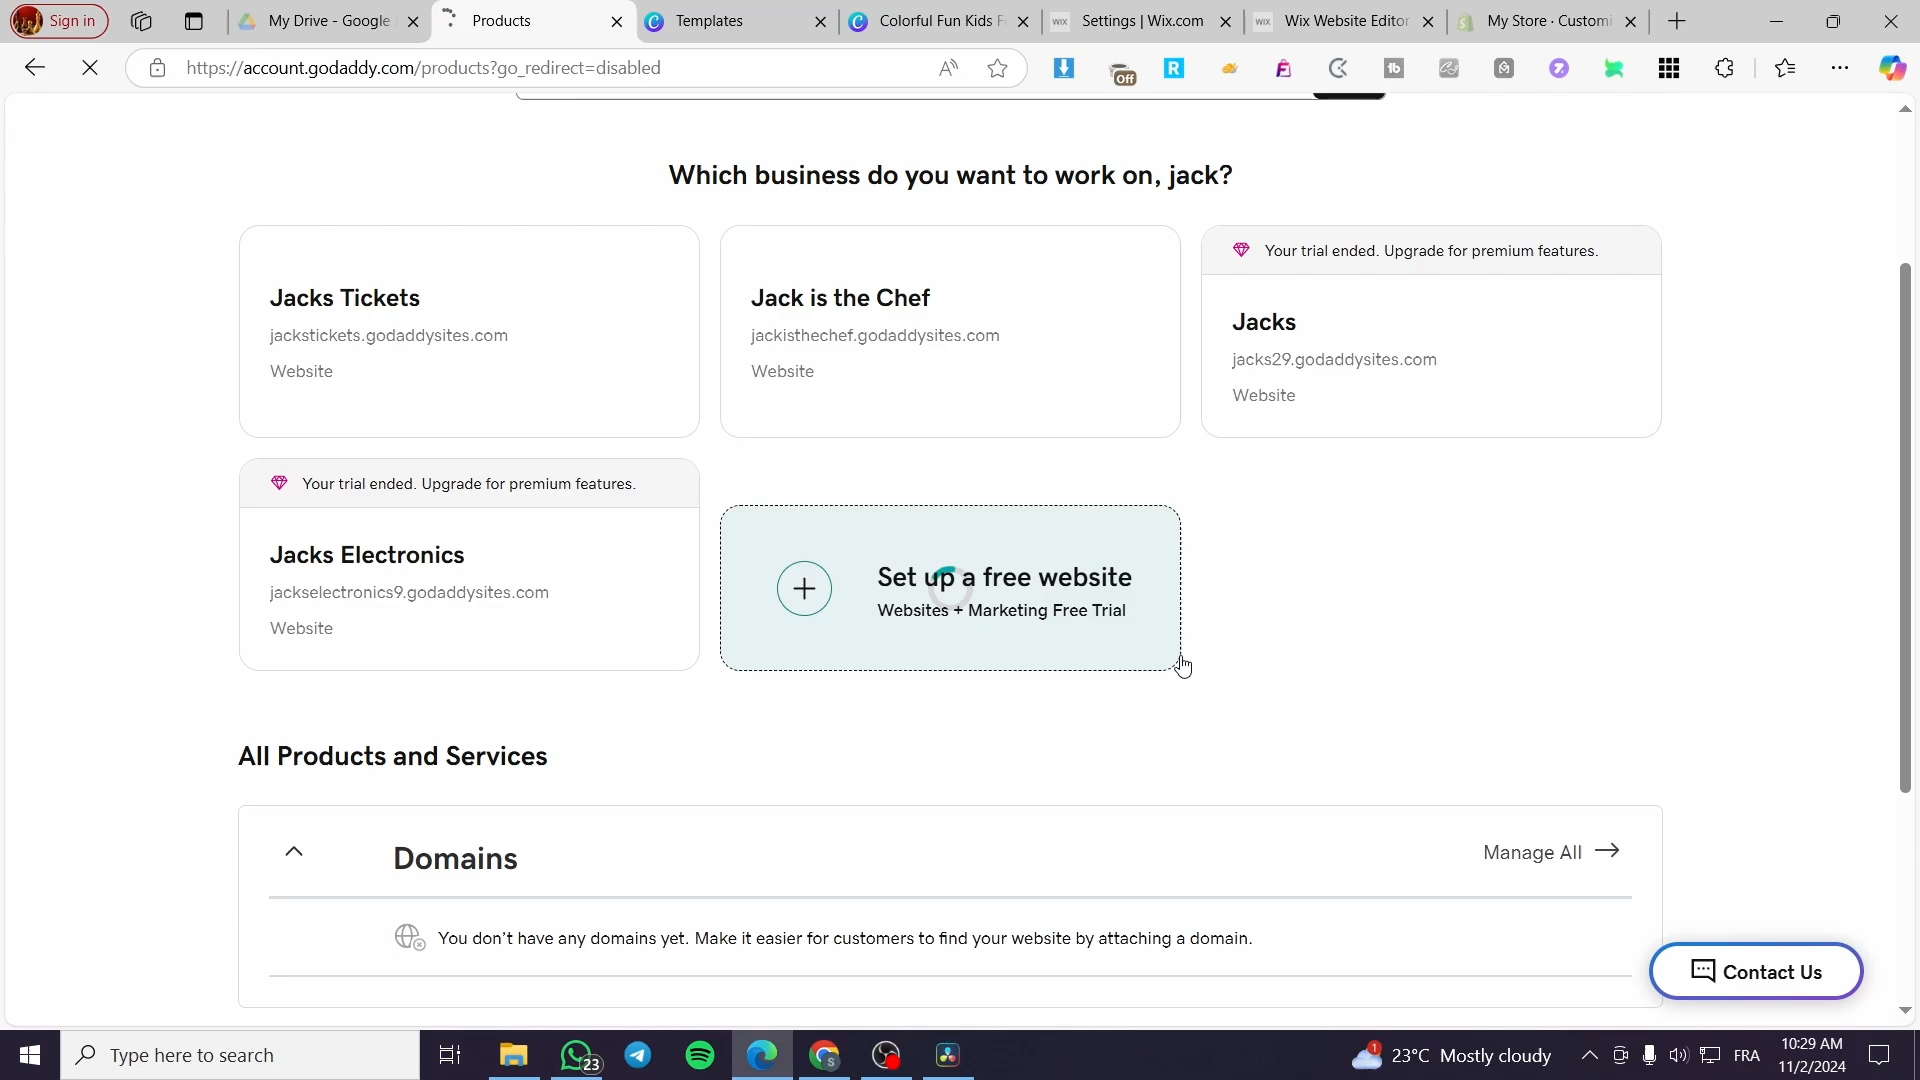 Sign in
My Drive - Google
Products
Templates
Colorful Fun Kids F
WIX
Settings | Wix.com
WIX
Wix Website Editor
My Store · Customi
https://account.godaddy.com/products?go_redirect=disabled
Off
Which business do you want to work on, jack?
Jacks Tickets
jackstickets.godaddysites.com
Website
Jack is the Chef
jackisthechef.godaddysites.com
Website
Your trial ended. Upgrade for premium features.
Jacks
jacks29.godaddysites.com
Website
Your trial ended. Upgrade for premium features.
Jacks Electronics
jackselectronics9.godaddysites.com
Website
Set up a free website
Websites + Marketing Free Trial
All Products and Services
Domains
Manage All
You don't have any domains yet. Make it easier for customers to find your website by attaching a domain.
Contact Us
Type here to search
23
1
23°C Mostly cloudy
FRA
10:29 AM
11/2/2024